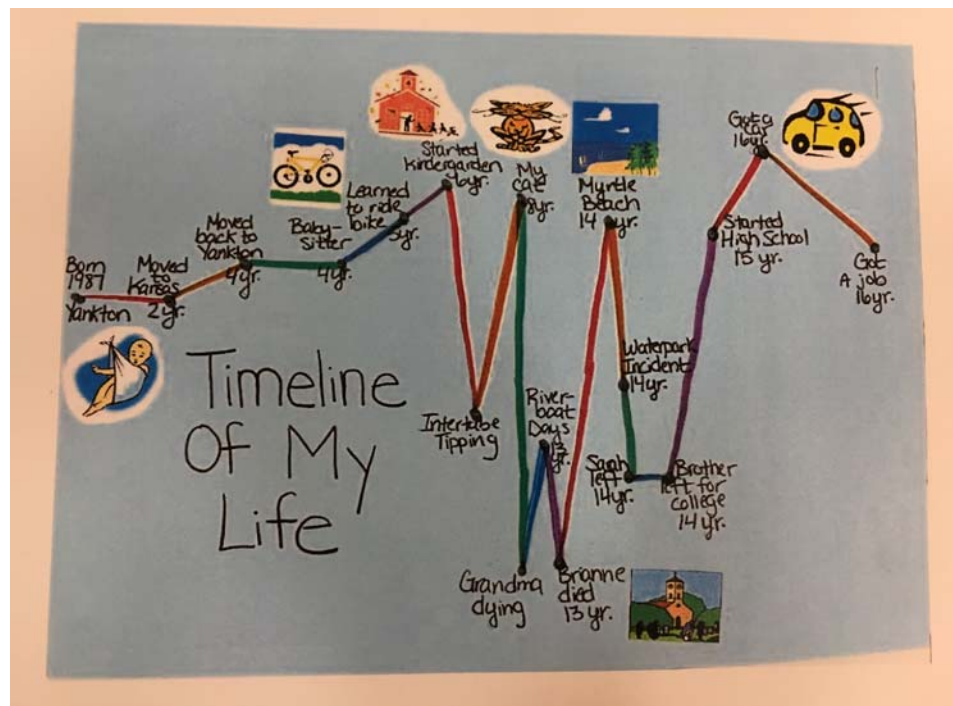 Born
1987
Yankton
Moved
to
Kansas
2yr.
Moved
back to
Yankton
4yr.
Baby-
sitter
4yr.
Learned
to ride
bike
5yr.
Started
Kindergarden
6yr.
Intertube
Tipping
My
cat
8yr.
Grandma
dying
River-
boat
Days
13
yr.
Brianne
died
13yr.
Myrtle
Beach
14 yr.
Waterpark
Incident
14yr.
Sarah
left
14yr.
Brother
left for
college
14yr.
Started
High School
15 yr.
Got a
car
16yr.
Got
A job
16yr.
Timeline
Of My
Life